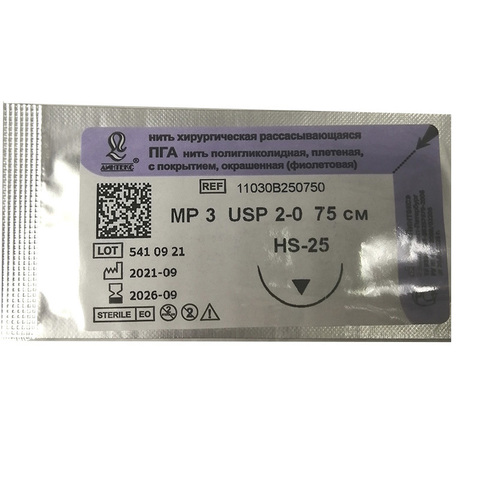 нить хирургическая рассасывающаяся
ПГА нить полигликолидная, плетеная,
с покрытием, окрашенная (фиолетовая)
ЛИНТЕКС
REF 11030B250750
MP 3 USP 2-0 75 см
HS-25
LOT 541 09 21
2021-09
2026-09
STERILE EO